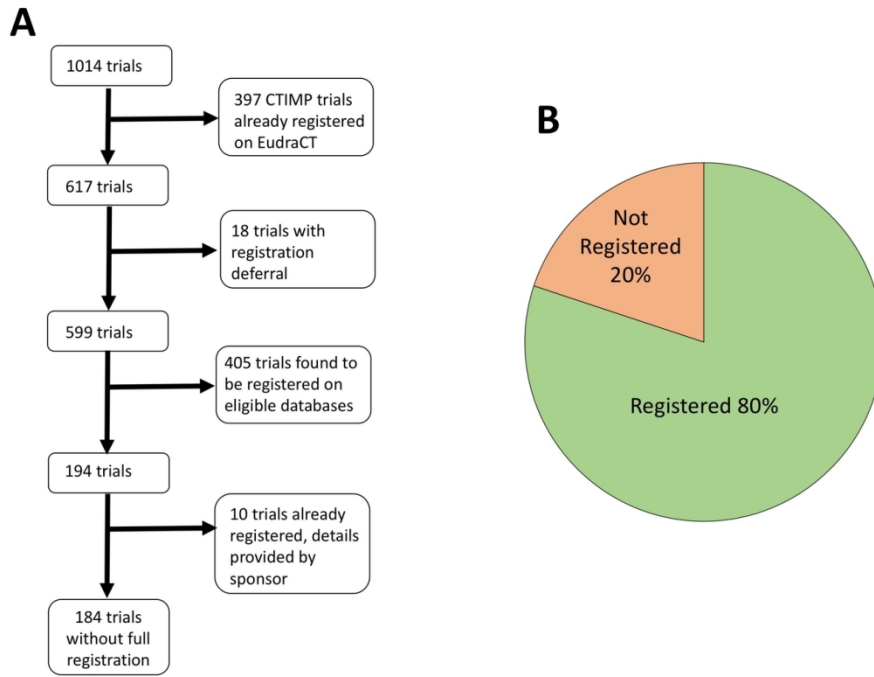 A
1014 trials
397 CTIMP trials
already registered
on EudraCT
617 trials
18 trials with
registration
deferral
599 trials
405 trials found to
be registered on
eligible databases
194 trials
10 trials already
registered, details
provided by
sponsor
184 trials
without full
registration
B
Not
Registered
20%
Registered 80%